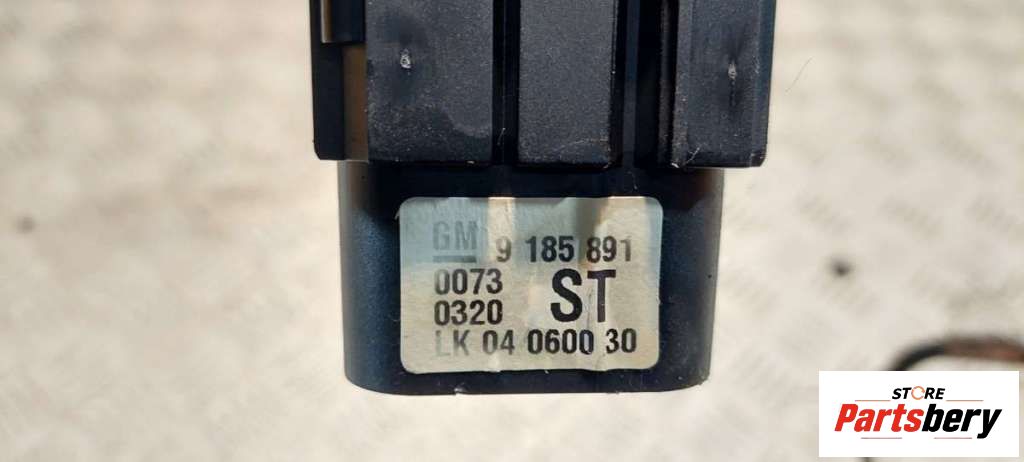 GM 9 185 891
0073
0320 ST
LK 04 0600 30
STORE
Partsbery